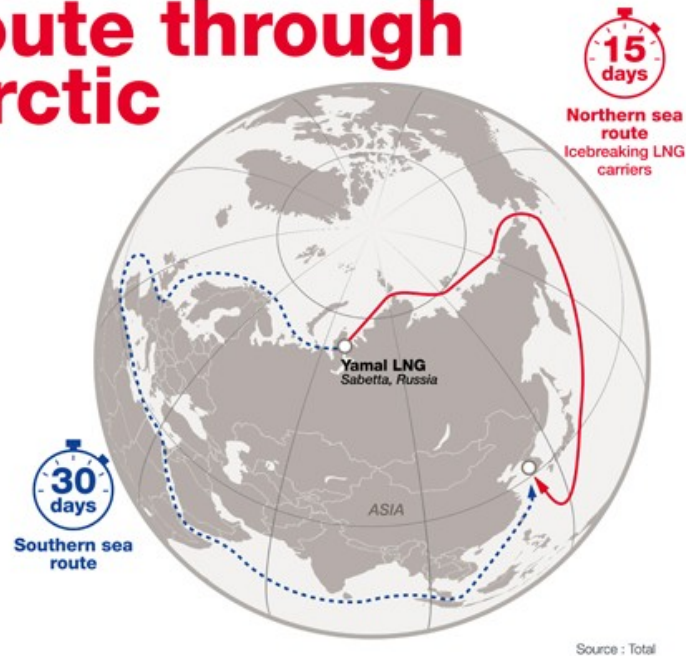 oute through
rctic
15
days
Northern sea
route
Icebreaking LNG
carriers
Yamal LNG
Sabetta, Russia
30
days
Southern sea
route
ASIA
Source : Total